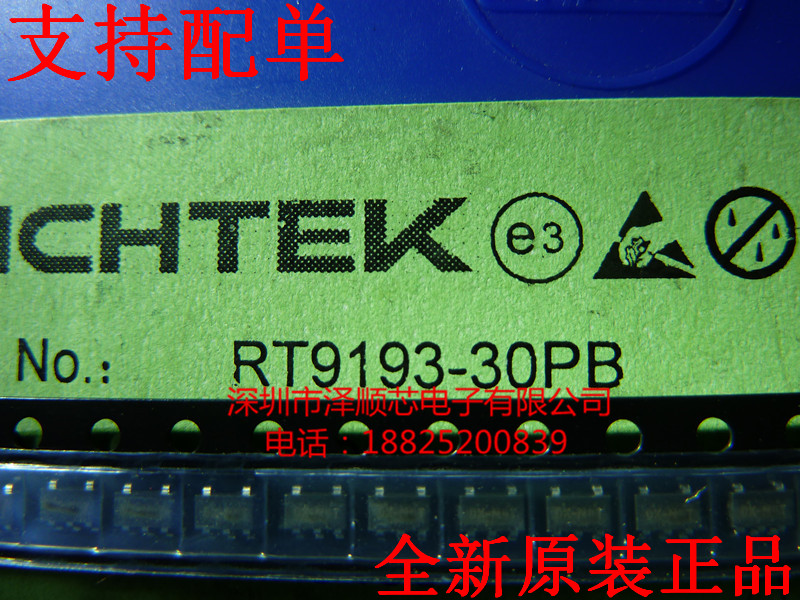 支持配单
ICHTEK e3
No.: RT9193-30PB
深圳市泽顺芯电子有限公司
电话：18825200839
全新原装正品